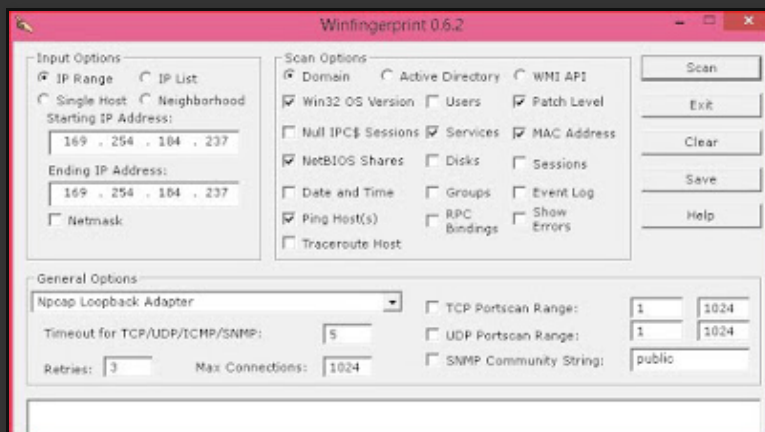 Winfingerprint 0.6.2
Input Options
IP Range IP List
Single Host Neighborhood
Starting IP Address:
169 . 254 . 184 . 237
Ending IP Address:
169 . 254 . 184 . 237
Netmask
Scan Options
Domain Active Directory WMI API
Win32 OS Version Users Patch Level
Null IPC$ Sessions Services MAC Address
NetBIOS Shares Disks Sessions
Date and Time Groups Event Log
Ping Host(s) RPC Bindings Show Errors
Traceroute Host
Scan
Exit
Clear
Save
Help
General Options
Npcap Loopback Adapter
Timeout for TCP/UDP/ICMP/SNMP: 5
Retries: 3 Max Connections: 1024
TCP Portscan Range: 1 1024
UDP Portscan Range: 1 1024
SNMP Community String: public